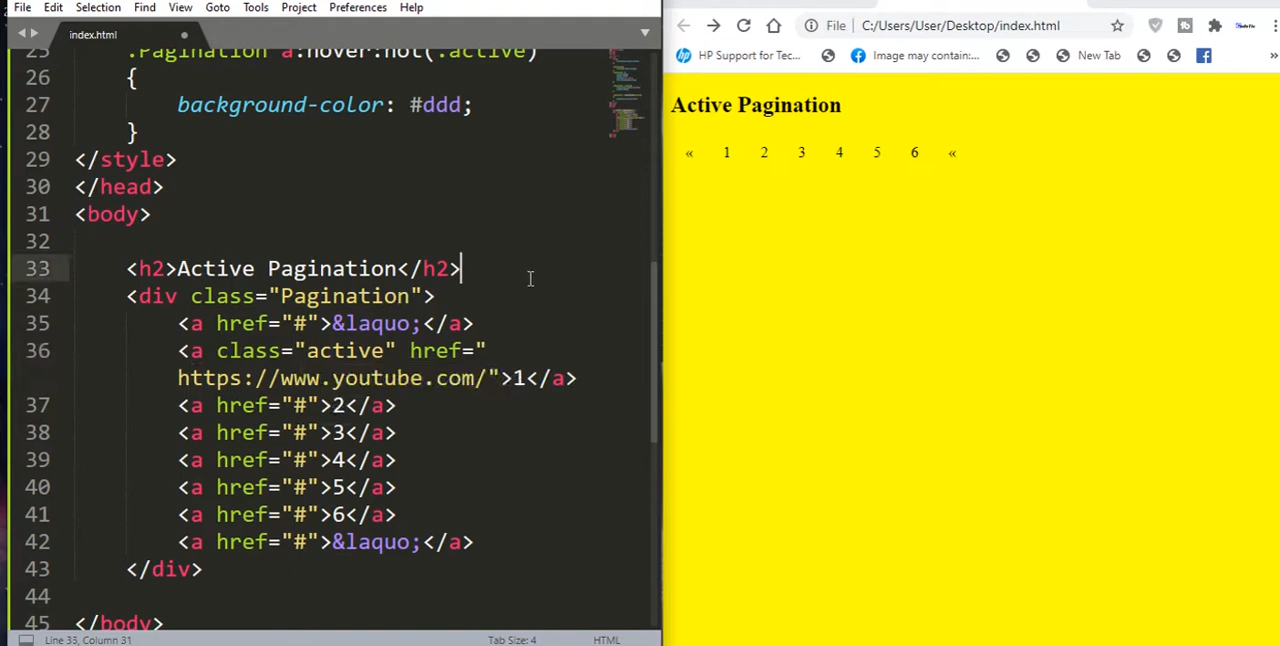 File Edit Selection Find View Goto Tools Project Preferences Help
index.html
File C:/Users/User/Desktop/index.html
HP Support for Tec... Image may contain:... New Tab »
25 .Pagination a:hover:not(.active)
26 {
27 background-color: #ddd;
28 }
29 </style>
30 </head>
31 <body>
32
33 <h2>Active Pagination</h2>
34 <div class="Pagination">
35 <a href="#">&laquo;</a>
36 <a class="active" href="
https://www.youtube.com/">1</a>
37 <a href="#">2</a>
38 <a href="#">3</a>
39 <a href="#">4</a>
40 <a href="#">5</a>
41 <a href="#">6</a>
42 <a href="#">&laquo;</a>
43 </div>
44
45 </body>
Line 33, Column 31 Tab Size: 4 HTML
Active Pagination
« 1 2 3 4 5 6 «